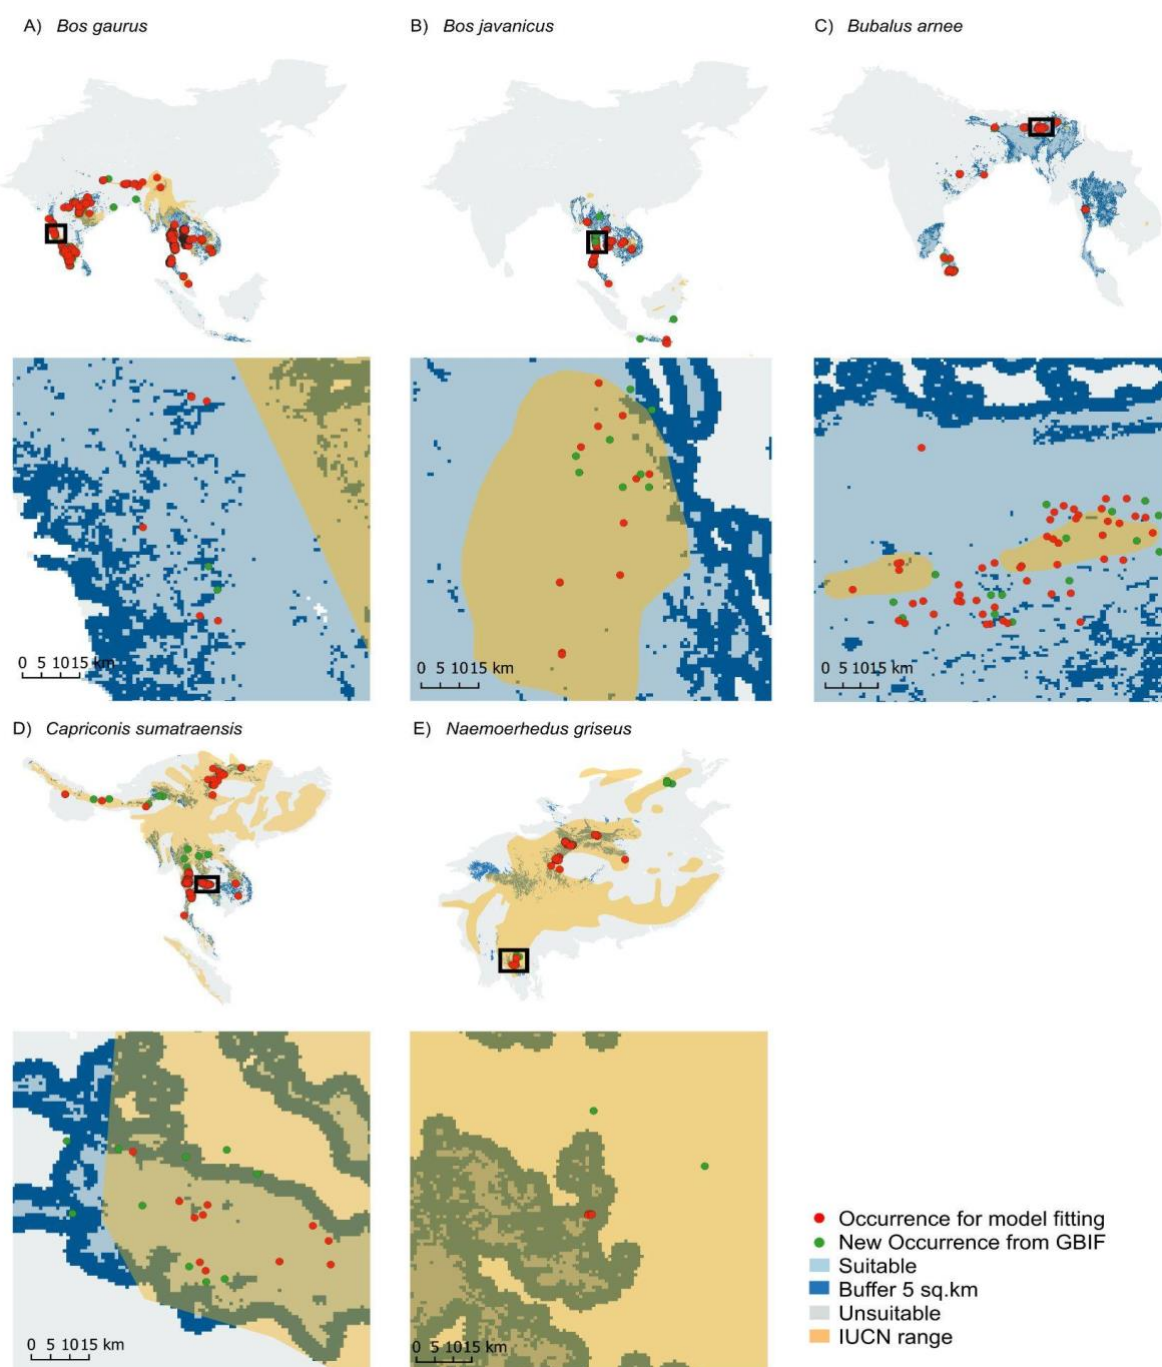 A) Bos gaurus
B) Bos javanicus
C) Bubalus arnee
0 5 1015 km
0 5 1015 km
0 5 1015 km
D) Capriconis sumatraensis
E) Naemoerhedus griseus
0 5 1015 km
0 5 1015 km
Occurrence for model fitting
New Occurrence from GBIF
Suitable
Buffer 5 sq.km
Unsuitable
IUCN range